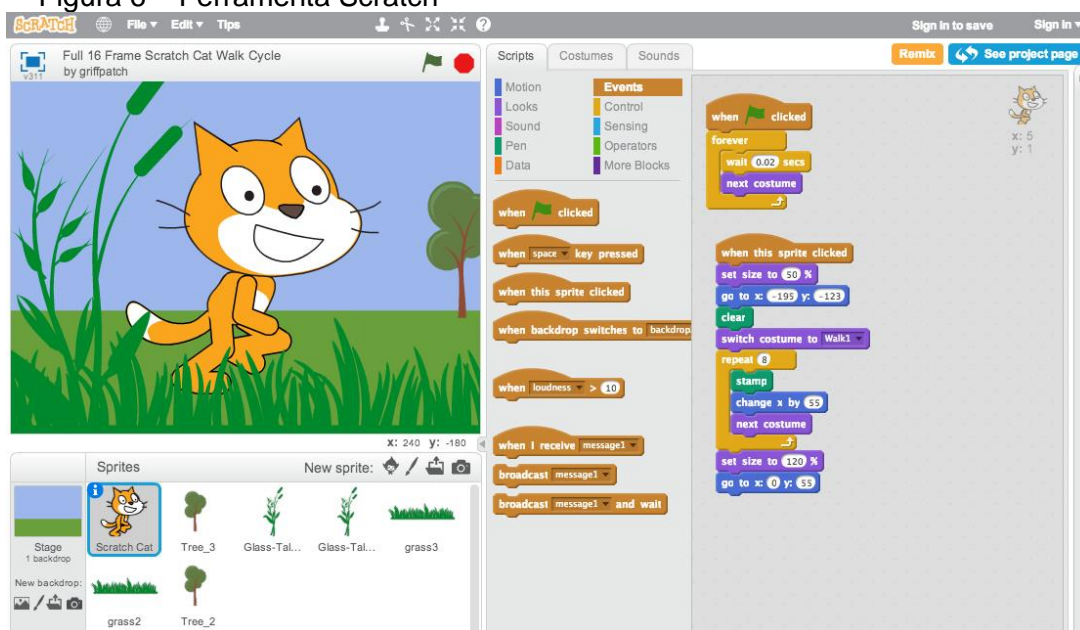 Figura 6 – Ferramenta Scratch
SCRATCH File Edit Tips Sign in to save Sign in
v311
Full 16 Frame Scratch Cat Walk Cycle
by griffpatch
Scripts Costumes Sounds
Remix See project page
Motion Events
Looks Control
Sound Sensing
Pen Operators
Data More Blocks
when clicked
when space key pressed
when this sprite clicked
when backdrop switches to backdrop
when loudness > 10
when I receive message1
broadcast message1
broadcast message1 and wait
when clicked
forever
wait 0.02 secs
next costume
x: 5
y: 1
when this sprite clicked
set size to 50 %
go to x: -195 y: -123
clear
switch costume to Walk1
repeat 8
stamp
change x by 55
next costume
set size to 120 %
go to x: 0 y: 55
x: 240 y: -180
Sprites New sprite:
Stage
1 backdrop
New backdrop:
Scratch Cat Tree_3 Glass-Tal... Glass-Tal... grass3
grass2 Tree_2